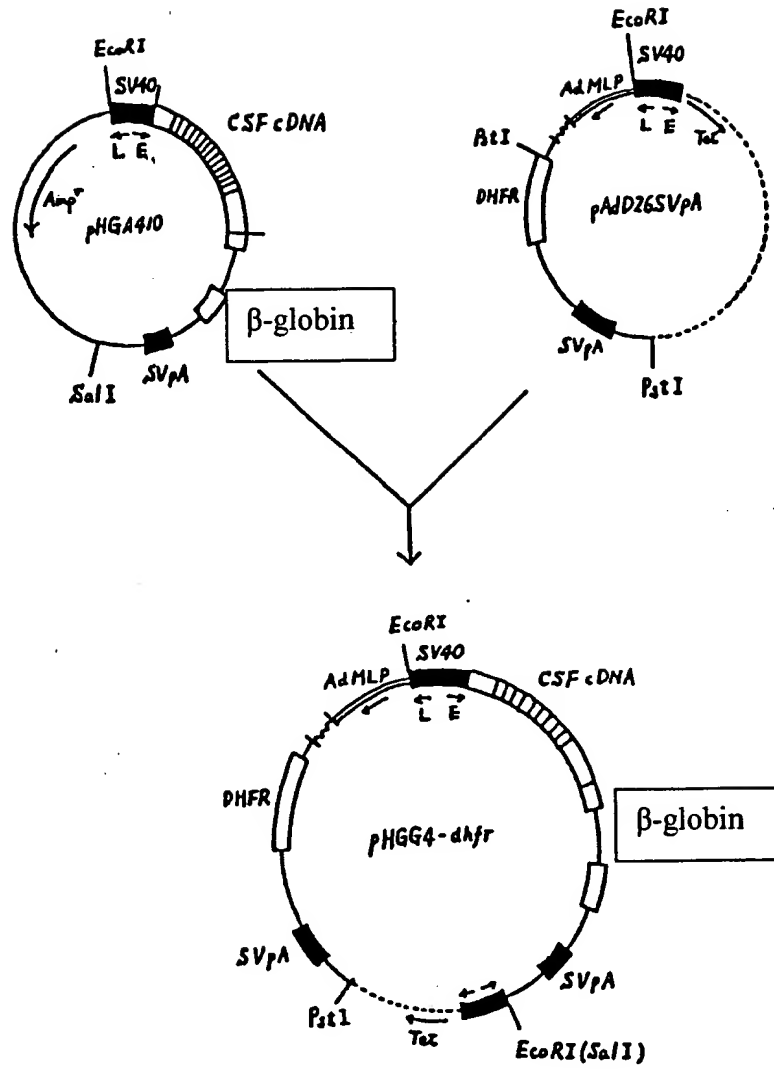 EcoRI
SV40
CSF cDNA
L E
Ampʳ
pHGA410
β-globin
SVpA
SalI
EcoRI
SV40
AdMLP
L E
Tet
PstI
DHFR
pAdD26SVpA
SVpA
PstI
EcoRI
SV40
CSF cDNA
AdMLP
L E
DHFR
pHGG4-dhfr
β-globin
SVpA
SVpA
PstI
Tet
EcoRI(SalI)